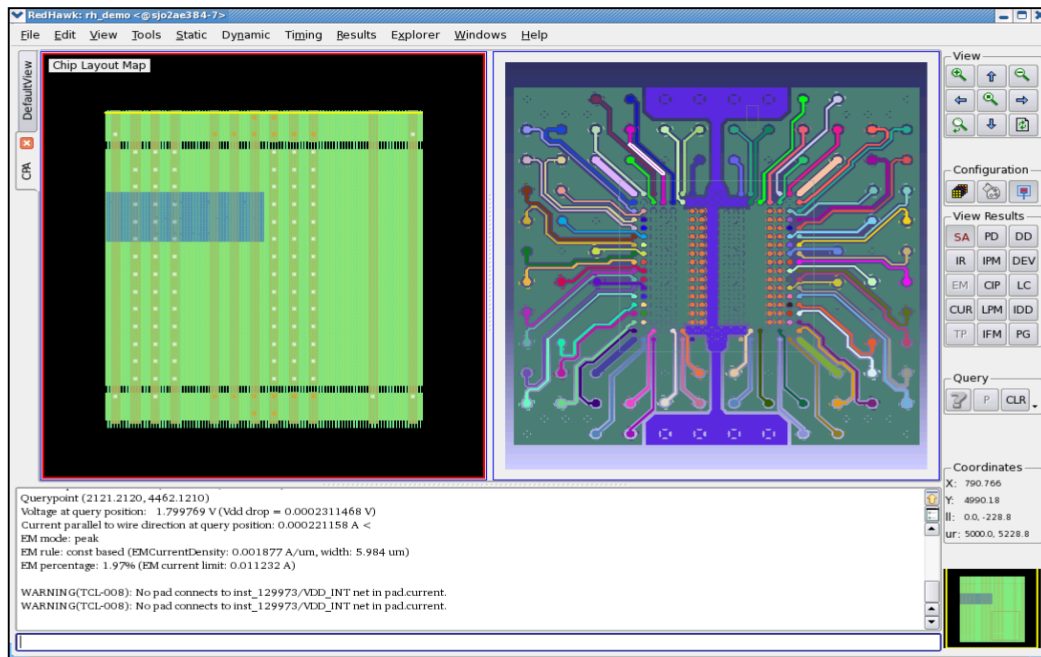 RedHawk: rh_demo <@sjo2ae384-7>
File Edit View Tools Static Dynamic Timing Results Explorer Windows Help
DefaultView
CPA
Chip Layout Map
View
Configuration
View Results
SA PD DD
IR IPM DEV
EM CIP LC
CUR LPM IDD
TP IFM PG
Query
? P CLR
Coordinates
X: 790.766
Y: 4990.18
ll: 0.0, -228.8
ur: 5000.0, 5228.8
Querypoint (2121.2120, 4462.1210)
Voltage at query position: 1.799769 V (Vdd drop = 0.0002311468 V)
Current parallel to wire direction at query position: 0.000221158 A <
EM mode: peak
EM rule: const based (EMCurrentDensity: 0.001877 A/um, width: 5.984 um)
EM percentage: 1.97% (EM current limit: 0.011232 A)
WARNING(TCL-008): No pad connects to inst_129973/VDD_INT net in pad.current.
WARNING(TCL-008): No pad connects to inst_129973/VDD_INT net in pad.current.